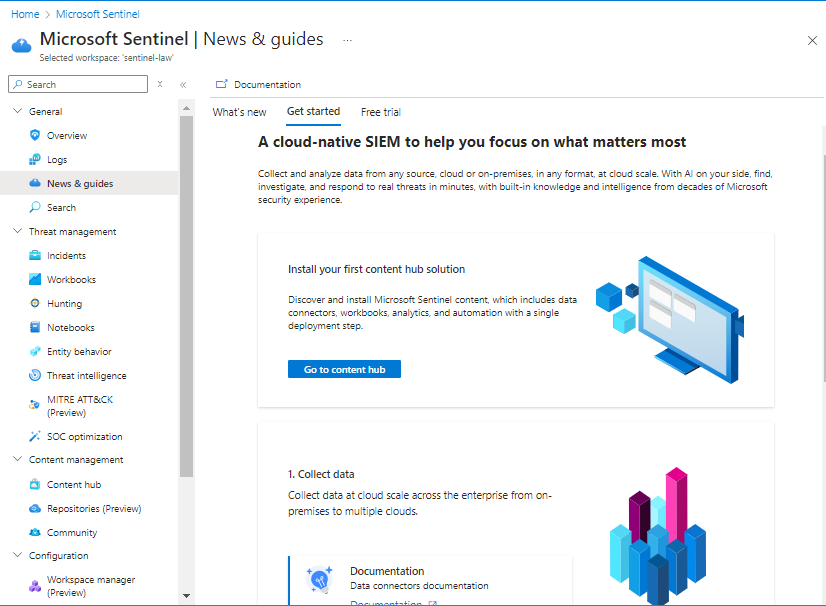 Home > Microsoft Sentinel
Microsoft Sentinel | News & guides ...
Selected workspace: 'sentinel-law'
Search
Documentation
What's new Get started Free trial
General
Overview
Logs
News & guides
Search
Threat management
Incidents
Workbooks
Hunting
Notebooks
Entity behavior
Threat intelligence
MITRE ATT&CK
(Preview)
SOC optimization
Content management
Content hub
Repositories (Preview)
Community
Configuration
Workspace manager
(Preview)
A cloud-native SIEM to help you focus on what matters most
Collect and analyze data from any source, cloud or on-premises, in any format, at cloud scale. With AI on your side, find,
investigate, and respond to real threats in minutes, with built-in knowledge and intelligence from decades of Microsoft
security experience.
Install your first content hub solution
Discover and install Microsoft Sentinel content, which includes data
connectors, workbooks, analytics, and automation with a single
deployment step.
Go to content hub
1. Collect data
Collect data at cloud scale across the enterprise from on-
premises to multiple clouds.
Documentation
Data connectors documentation
Documentation